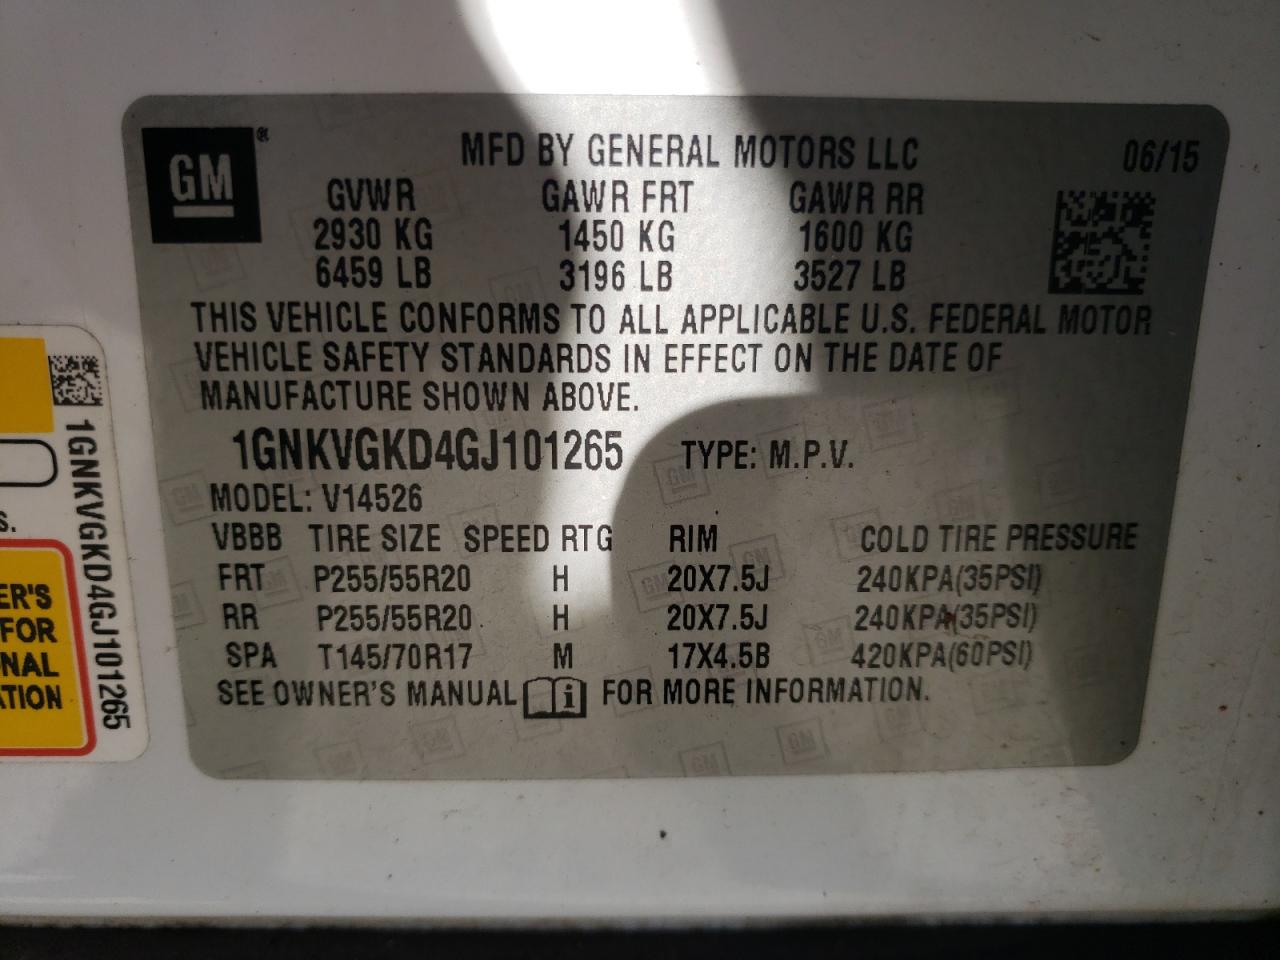 GM®
MFD BY GENERAL MOTORS LLC 06/15
GVWR GAWR FRT GAWR RR
2930 KG 1450 KG 1600 KG
6459 LB 3196 LB 3527 LB
THIS VEHICLE CONFORMS TO ALL APPLICABLE U.S. FEDERAL MOTOR
VEHICLE SAFETY STANDARDS IN EFFECT ON THE DATE OF
MANUFACTURE SHOWN ABOVE.
1GNKVGKD4GJ101265 TYPE: M.P.V.
MODEL: V14526
VBBB TIRE SIZE SPEED RTG RIM COLD TIRE PRESSURE
FRT P255/55R20 H 20X7.5J 240KPA(35PSI)
RR P255/55R20 H 20X7.5J 240KPA(35PSI)
SPA T145/70R17 M 17X4.5B 420KPA(60PSI)
SEE OWNER'S MANUAL i FOR MORE INFORMATION.
1GNKVGKD4GJ101265
S.
ER'S
FOR
NAL
ATION